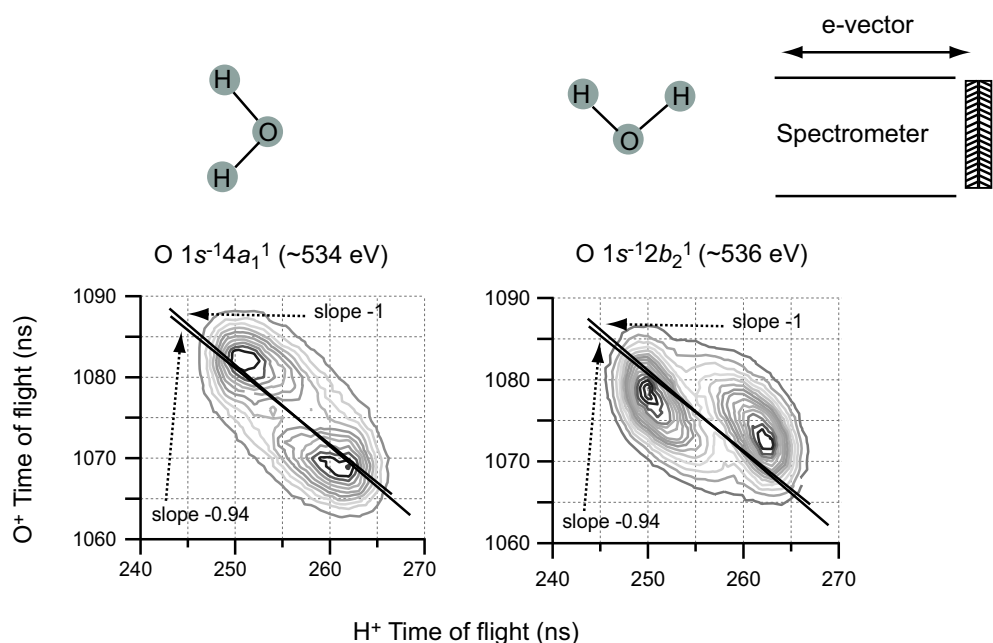 e-vector
H
O
H
H
H
O
Spectrometer
O 1s⁻¹4a₁¹ (~534 eV)
O 1s⁻¹2b₂¹ (~536 eV)
O⁺ Time of flight (ns)
1090
1080
1070
1060
slope -1
slope -0.94
240
250
260
270
1090
1080
1070
1060
slope -1
slope -0.94
240
250
260
270
H⁺ Time of flight (ns)